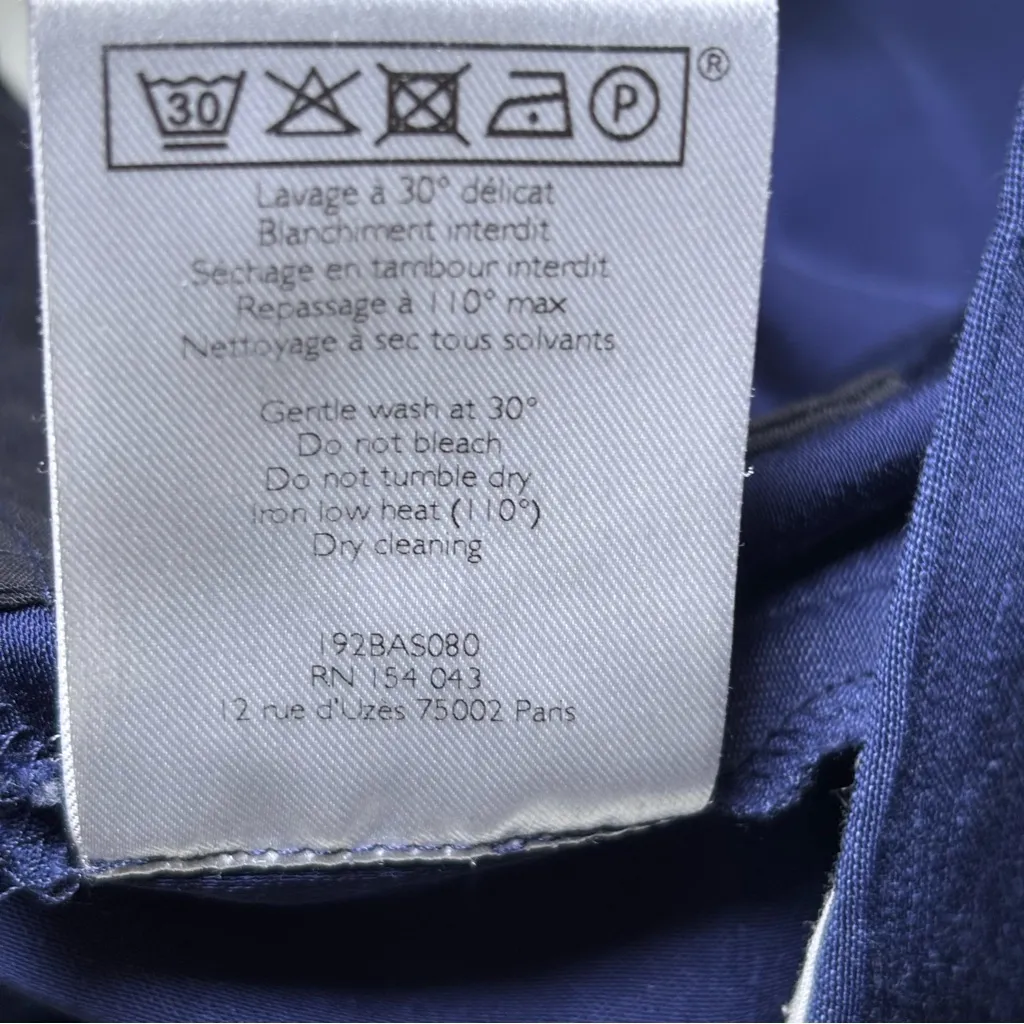 30 P ®
Lavage à 30° délicat
Blanchiment interdit
Séchage en tambour interdit
Repassage à 110° max
Nettoyage à sec tous solvants
Gentle wash at 30°
Do not bleach
Do not tumble dry
Iron low heat (110°)
Dry cleaning
192BAS080
RN 154 043
12 rue d'Uzès 75002 Paris